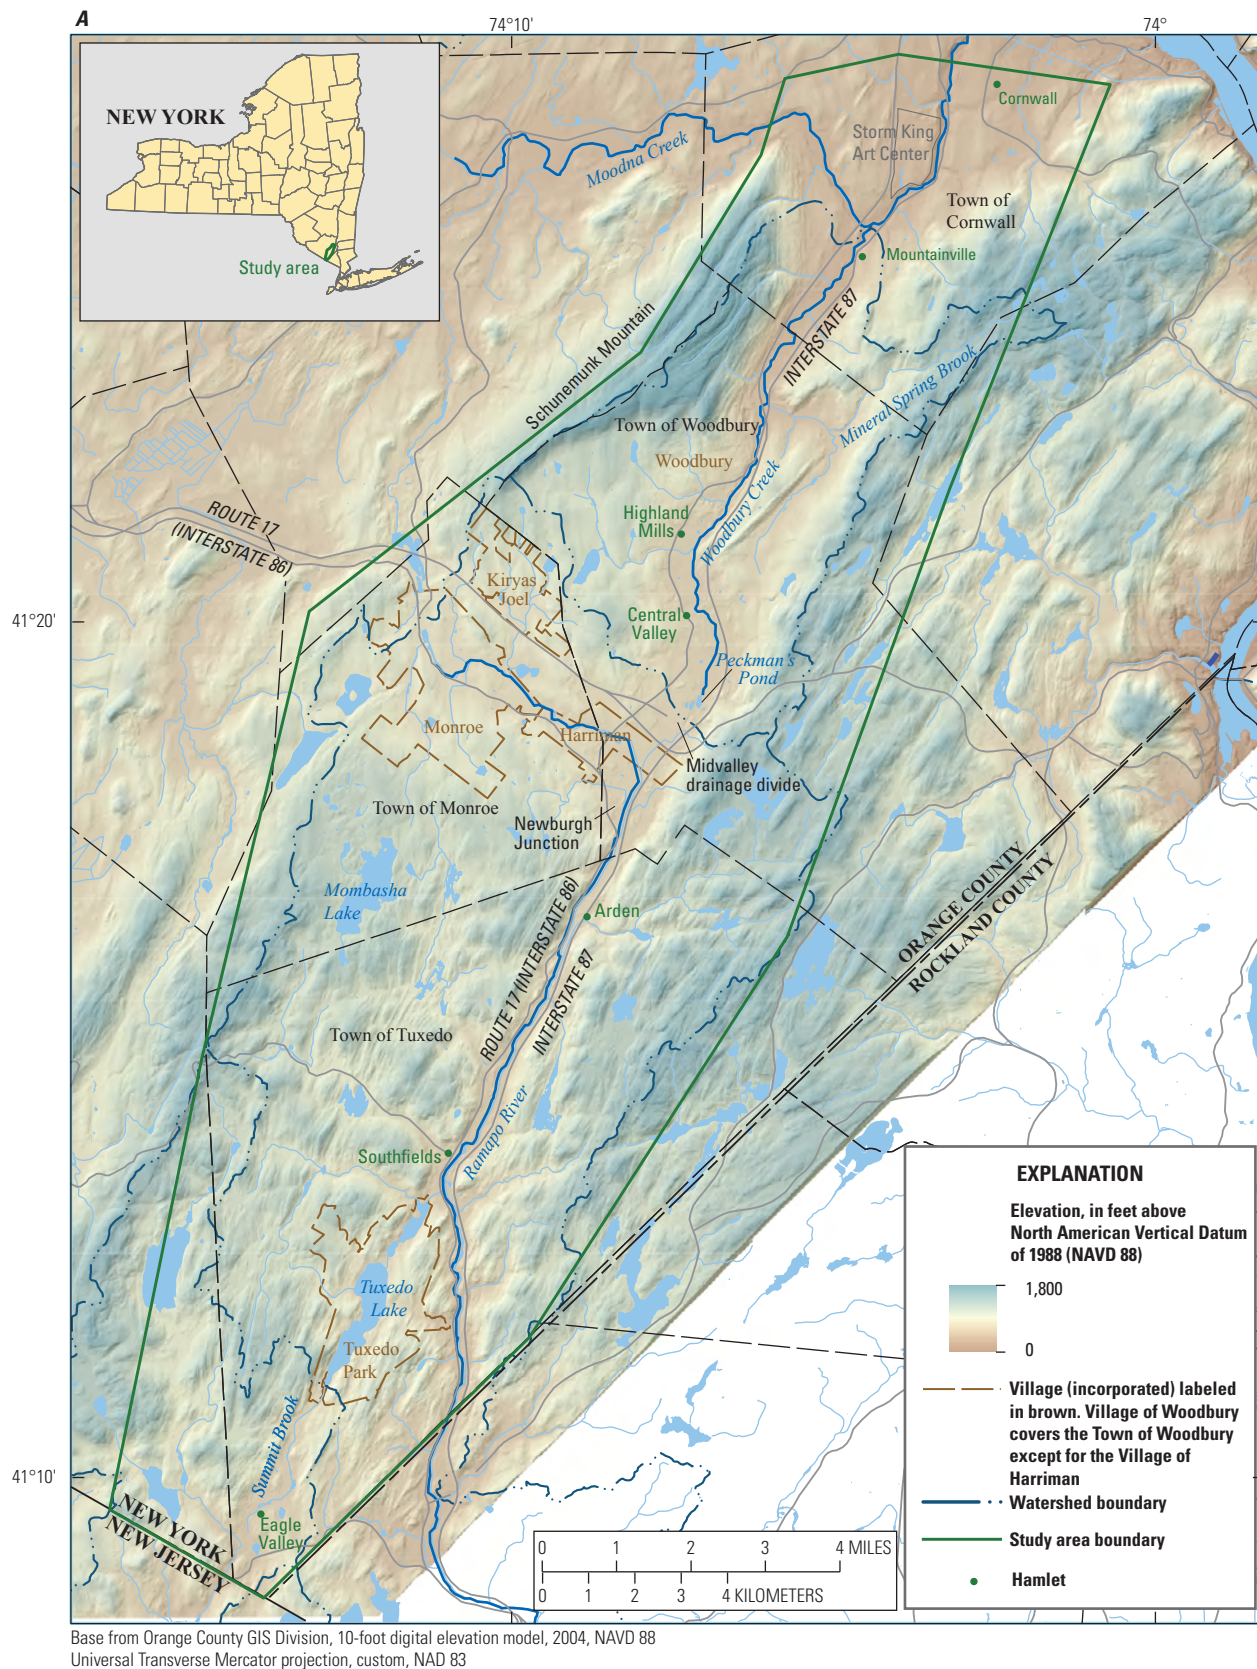 A
74°10'
74°
NEW YORK
Study area
Cornwall
Storm King
Art Center
Moodna Creek
Town of
Cornwall
Mountainville
INTERSTATE 87
Schunemunk Mountain
Mineral Spring Brook
Town of Woodbury
Woodbury
Woodbury Creek
Highland
Mills
ROUTE 17
(INTERSTATE 86)
Kiryas
Joel
41°20'
Central
Valley
Peckman's
Pond
Monroe
Harriman
Midvalley
drainage divide
Town of Monroe
Newburgh
Junction
Mombasha
Lake
Arden
ORANGE COUNTY
ROCKLAND COUNTY
ROUTE 17 (INTERSTATE 86)
INTERSTATE 87
Town of Tuxedo
Ramapo River
Southfields
Tuxedo
Lake
Tuxedo
Park
Summit Brook
41°10'
Eagle
Valley
NEW YORK
NEW JERSEY
EXPLANATION
Elevation, in feet above
North American Vertical Datum
of 1988 (NAVD 88)
1,800
0
Village (incorporated) labeled
in brown. Village of Woodbury
covers the Town of Woodbury
except for the Village of
Harriman
Watershed boundary
Study area boundary
Hamlet
0 1 2 3 4 MILES
0 1 2 3 4 KILOMETERS
Base from Orange County GIS Division, 10-foot digital elevation model, 2004, NAVD 88
Universal Transverse Mercator projection, custom, NAD 83